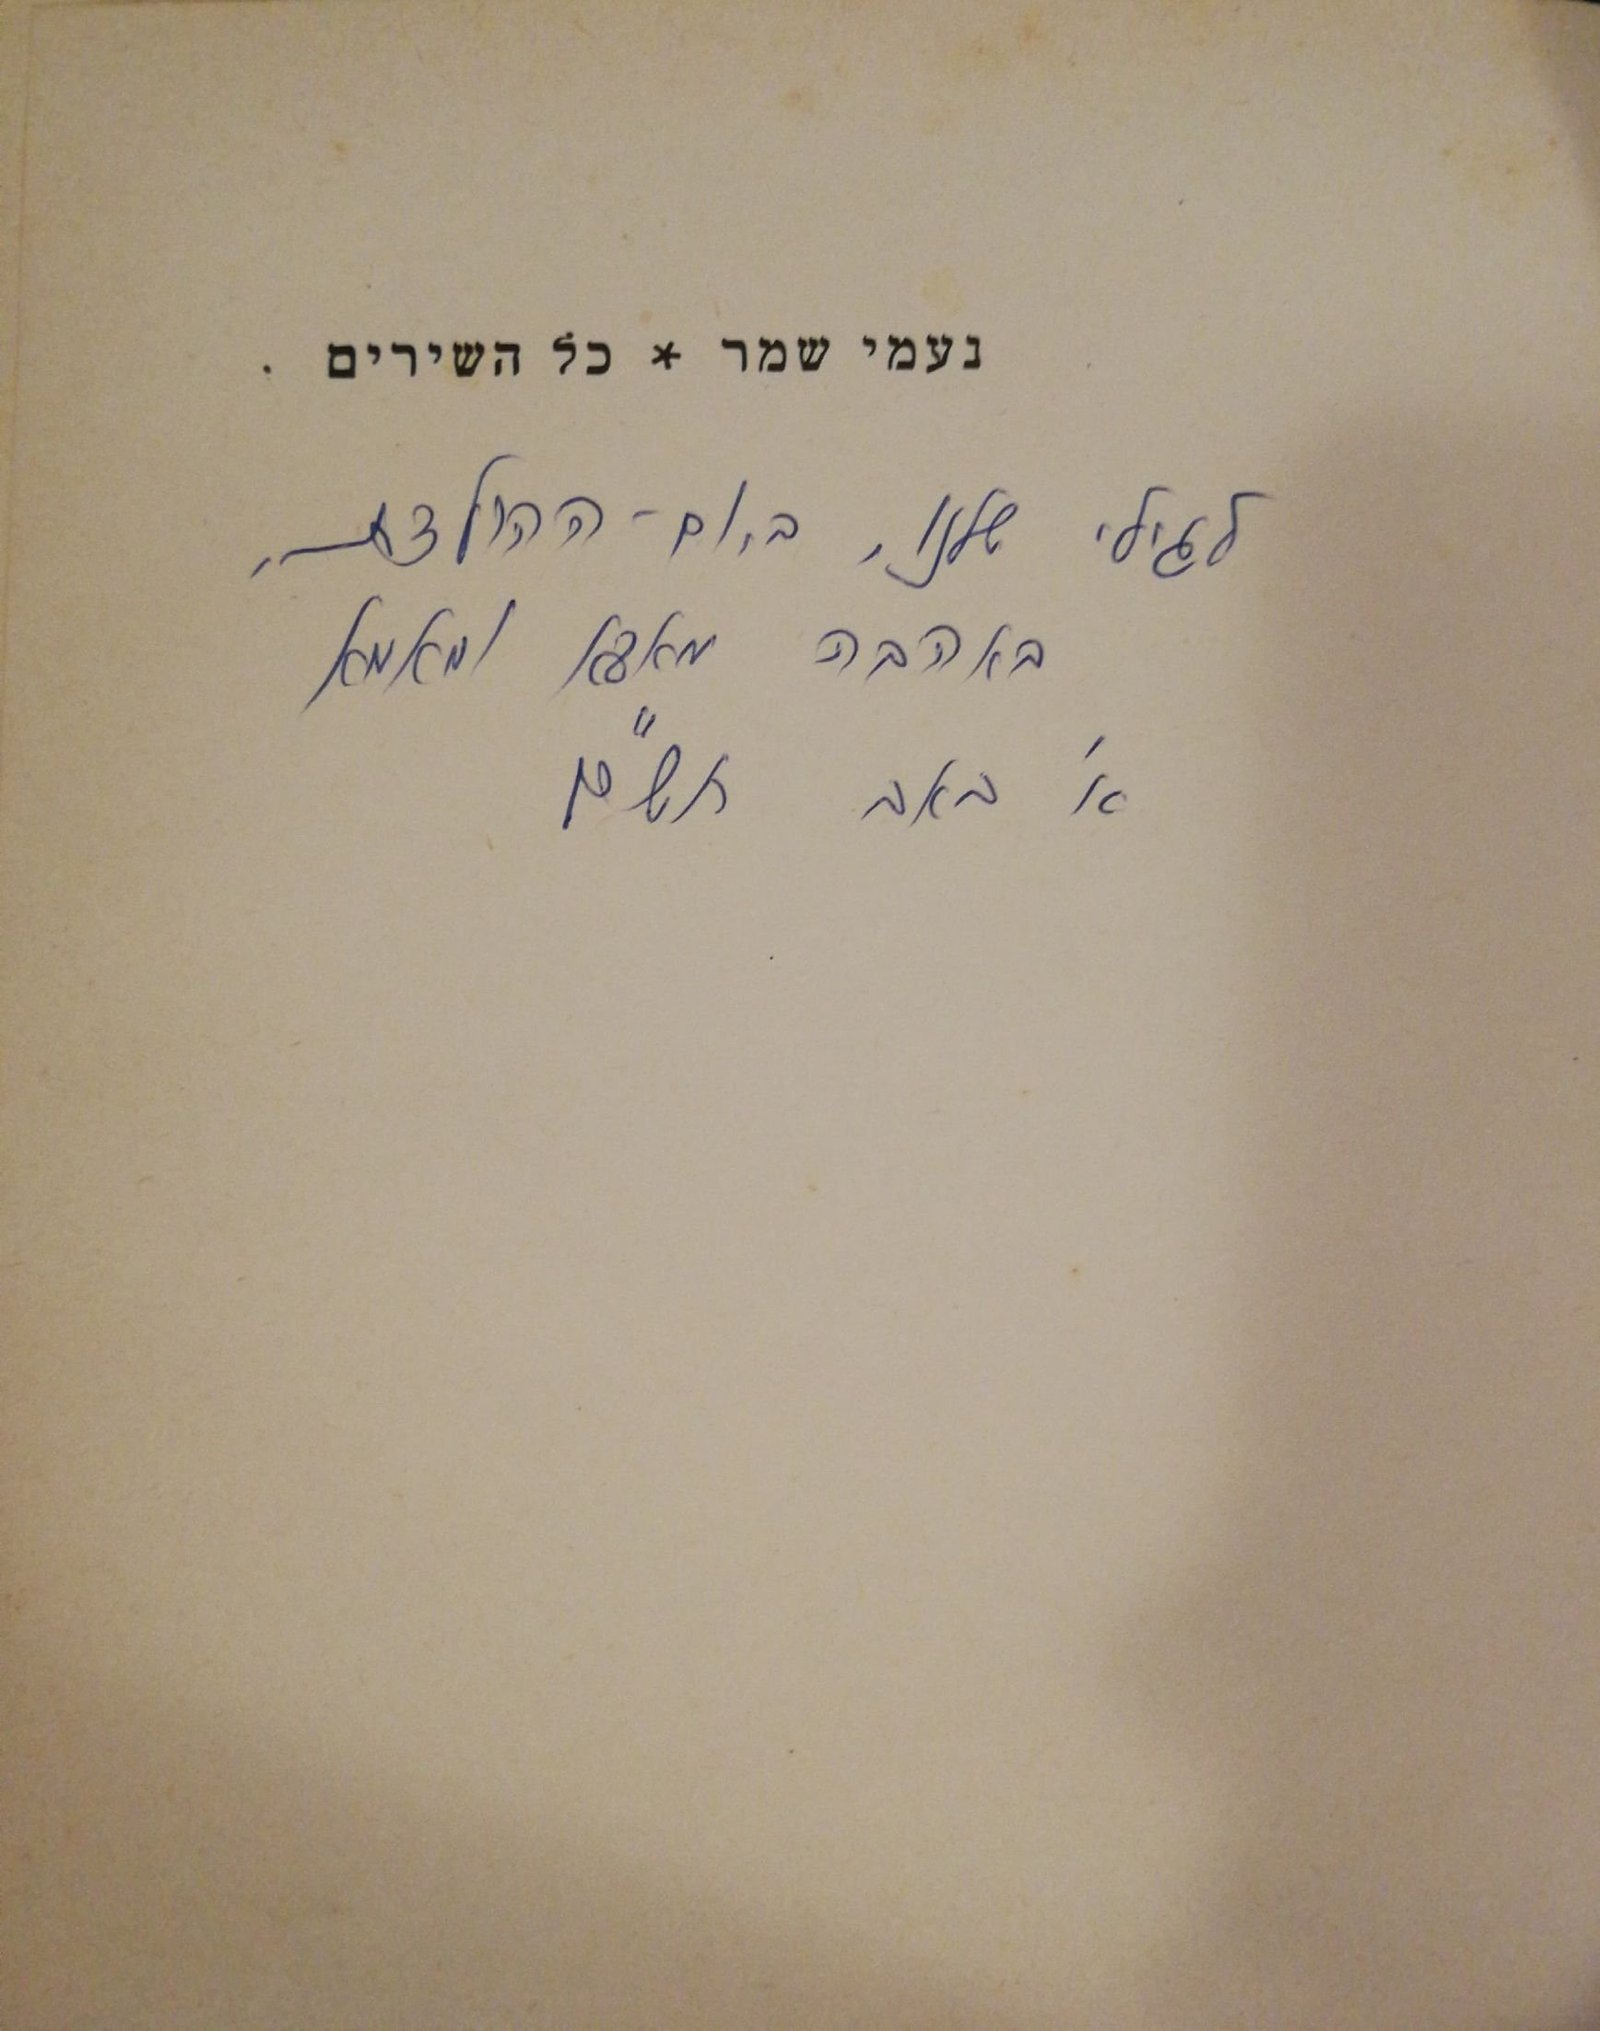 נעמי שמר * כל השירים
לגילי שלנו, ביום-ההולדת,
באהבה מאבא ומאמא
א' באב תש"ם